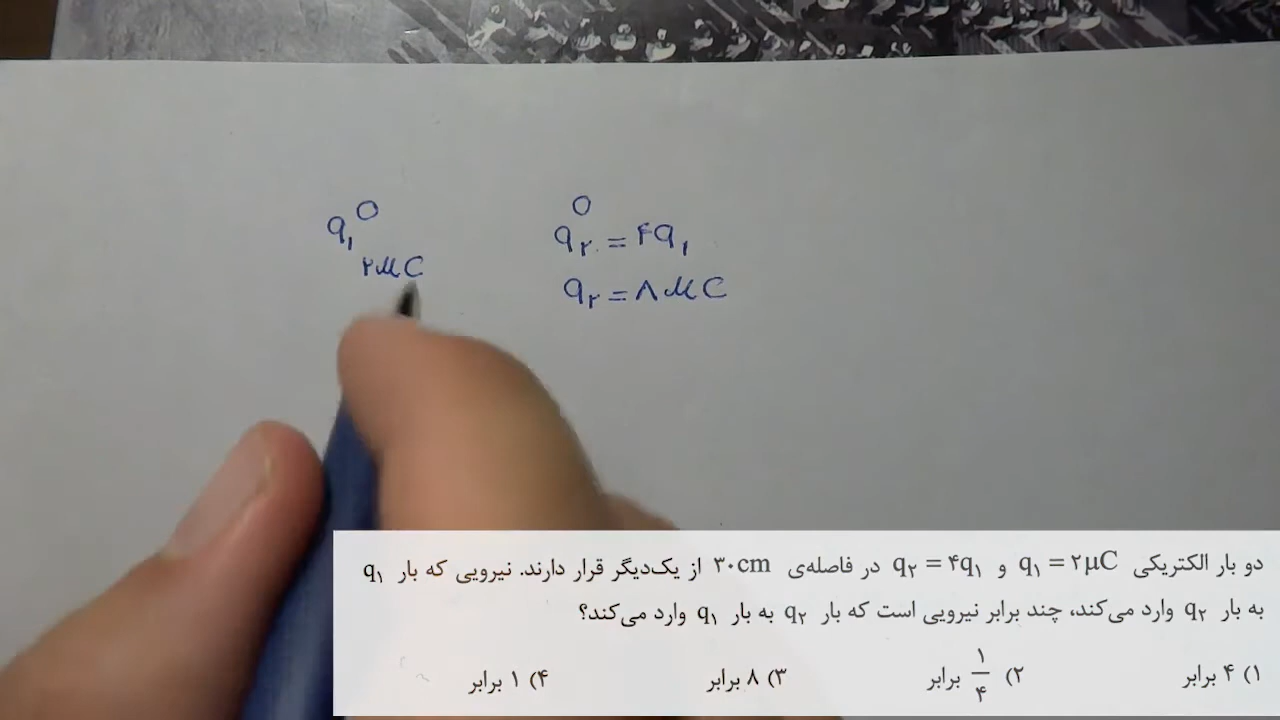 q۱
۲μC
q۲ = ۴q۱
q۲ = ۸μC
دو بار الکتریکی q۱ = ۲μC و q۲ = ۴q۱ در فاصله‌ی ۳۰cm از یک‌دیگر قرار دارند. نیرویی که بار q۱
به بار q۲ وارد می‌کند، چند برابر نیرویی است که بار q۲ به بار q۱ وارد می‌کند؟
۱) ۴ برابر ۲) ۱/۴ برابر ۳) ۸ برابر ۴) ۱ برابر